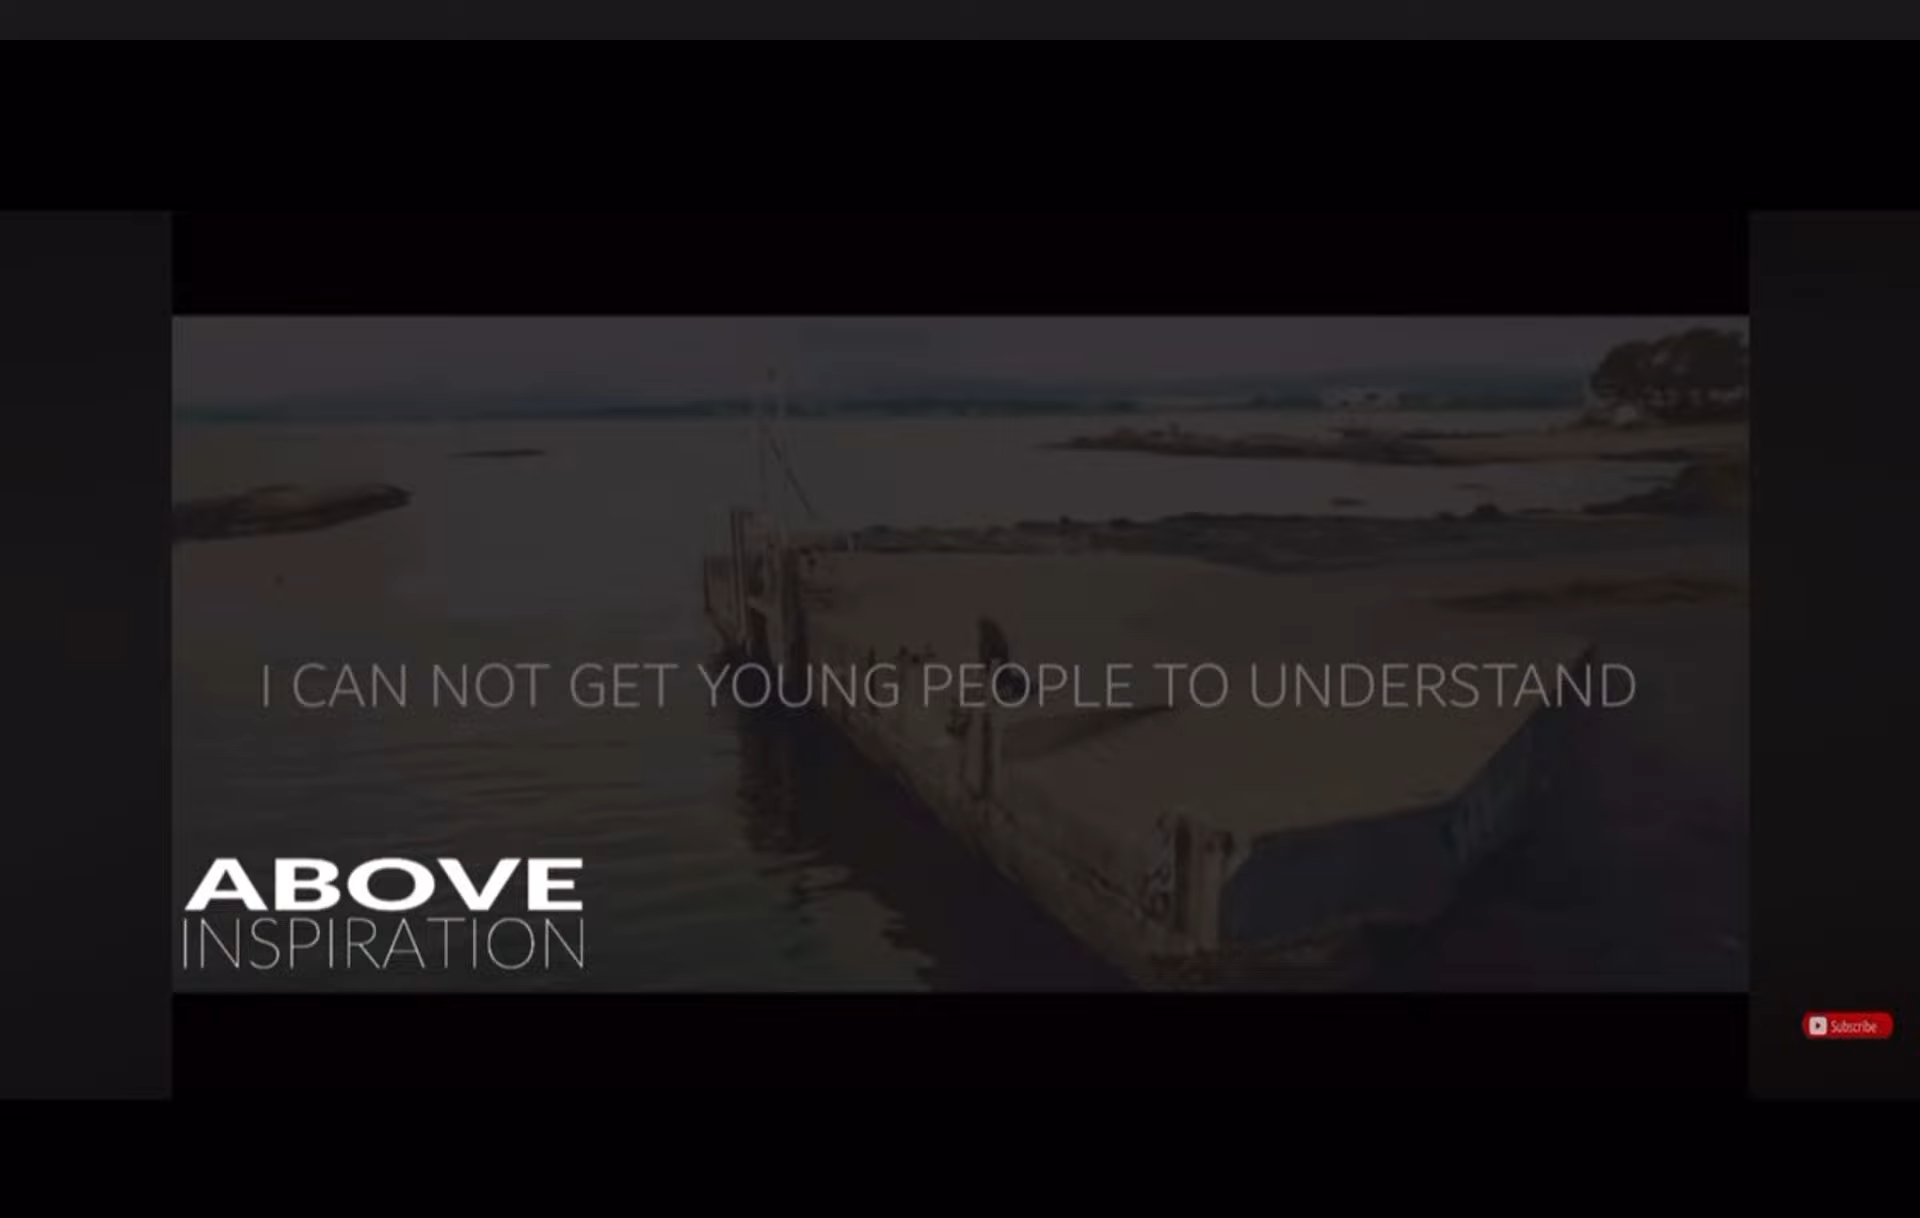 I CAN NOT GET YOUNG PEOPLE TO UNDERSTAND
ABOVE
INSPIRATION
Subscribe